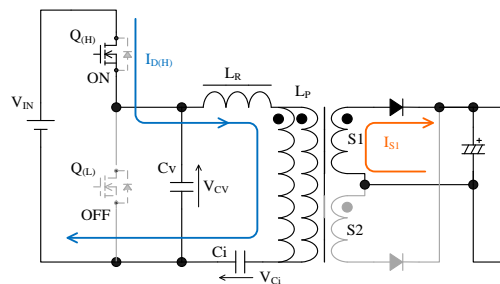 Q(H)
ID(H)
ON
VIN
LR
LP
S1
IS1
+
Q(L)
Cv
VCV
OFF
S2
Ci
VCi